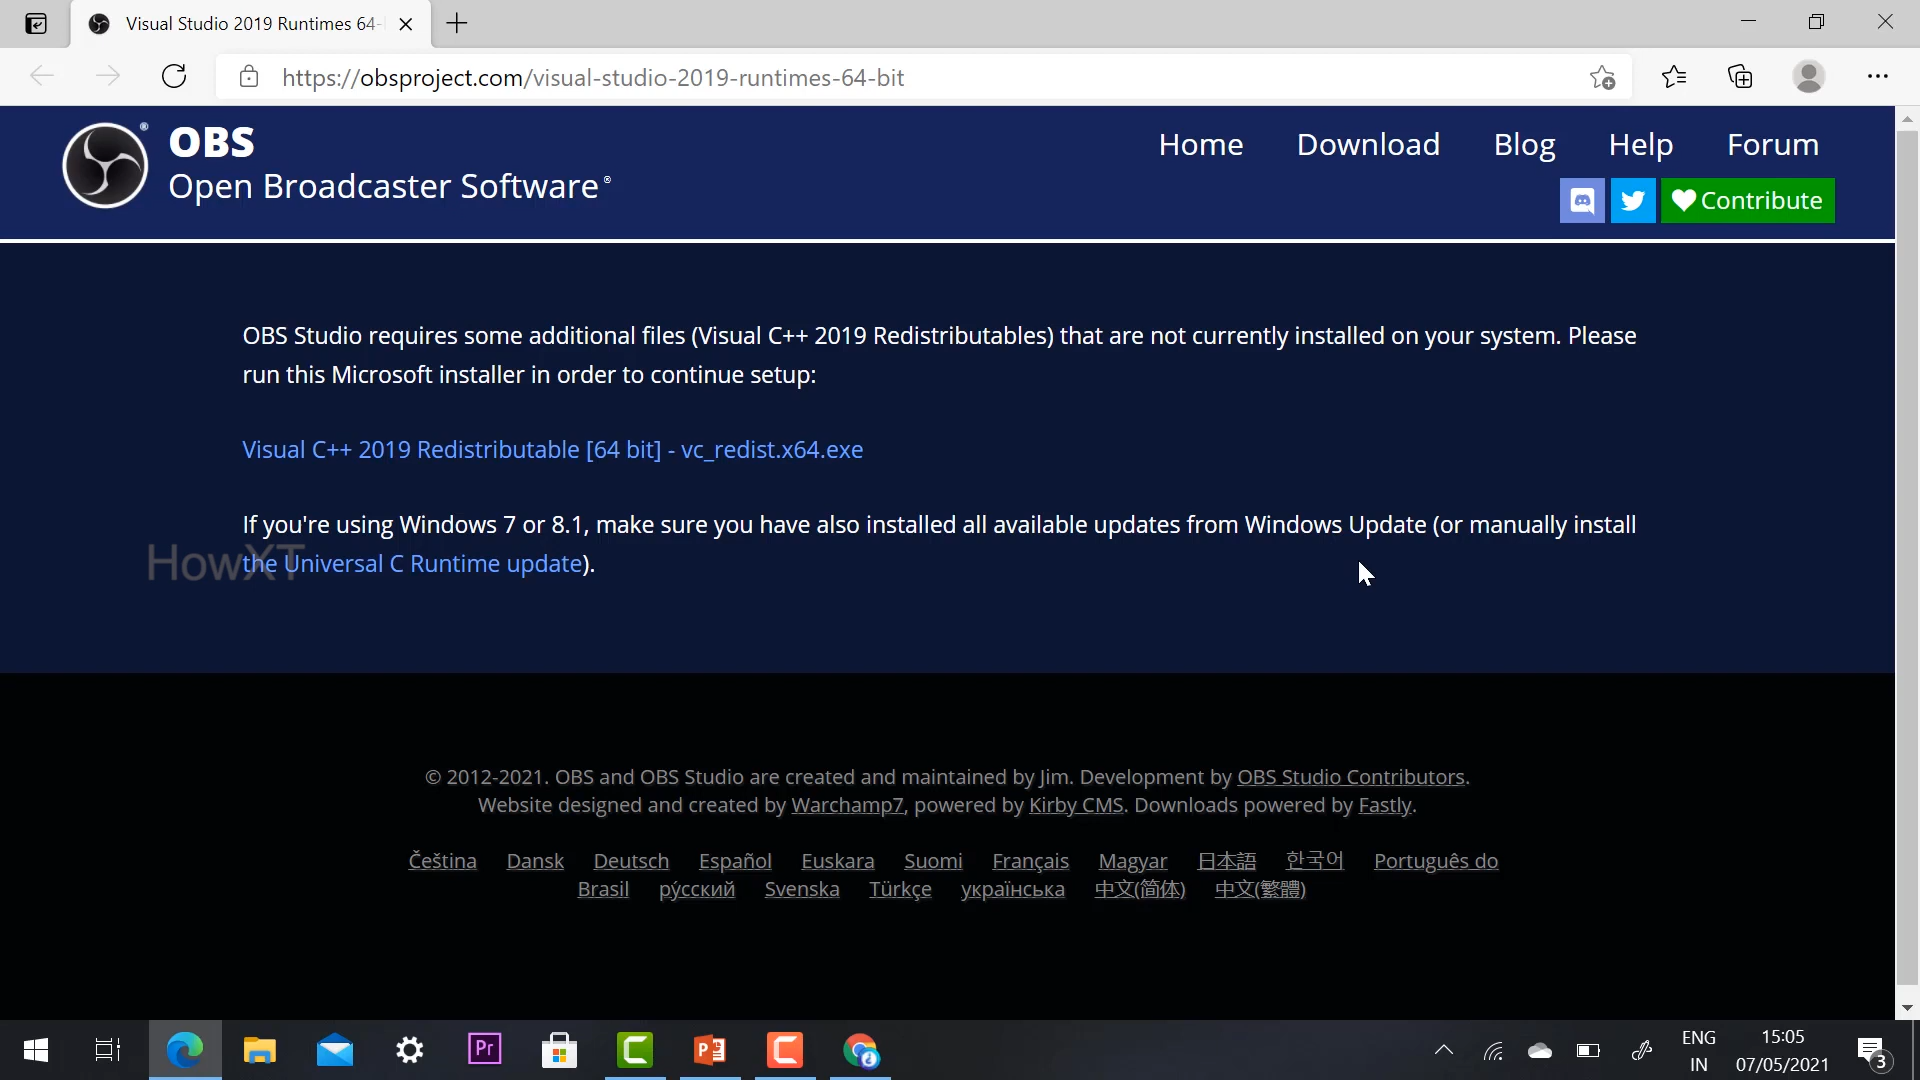 Visual Studio 2019 Runtimes 64-
https://obsproject.com/visual-studio-2019-runtimes-64-bit
OBS
Open Broadcaster Software®
Home Download Blog Help Forum
Contribute
OBS Studio requires some additional files (Visual C++ 2019 Redistributables) that are not currently installed on your system. Please
run this Microsoft installer in order to continue setup:
Visual C++ 2019 Redistributable [64 bit] - vc_redist.x64.exe
If you're using Windows 7 or 8.1, make sure you have also installed all available updates from Windows Update (or manually install
the Universal C Runtime update).
HowXT
© 2012-2021. OBS and OBS Studio are created and maintained by Jim. Development by OBS Studio Contributors.
Website designed and created by Warchamp7, powered by Kirby CMS. Downloads powered by Fastly.
Čeština Dansk Deutsch Español Euskara Suomi Français Magyar 日本語 한국어 Português do
Brasil рýсский Svenska Türkçe українська 中文(简体) 中文(繁體)
Pr
ENG 15:05
IN 07/05/2021 3